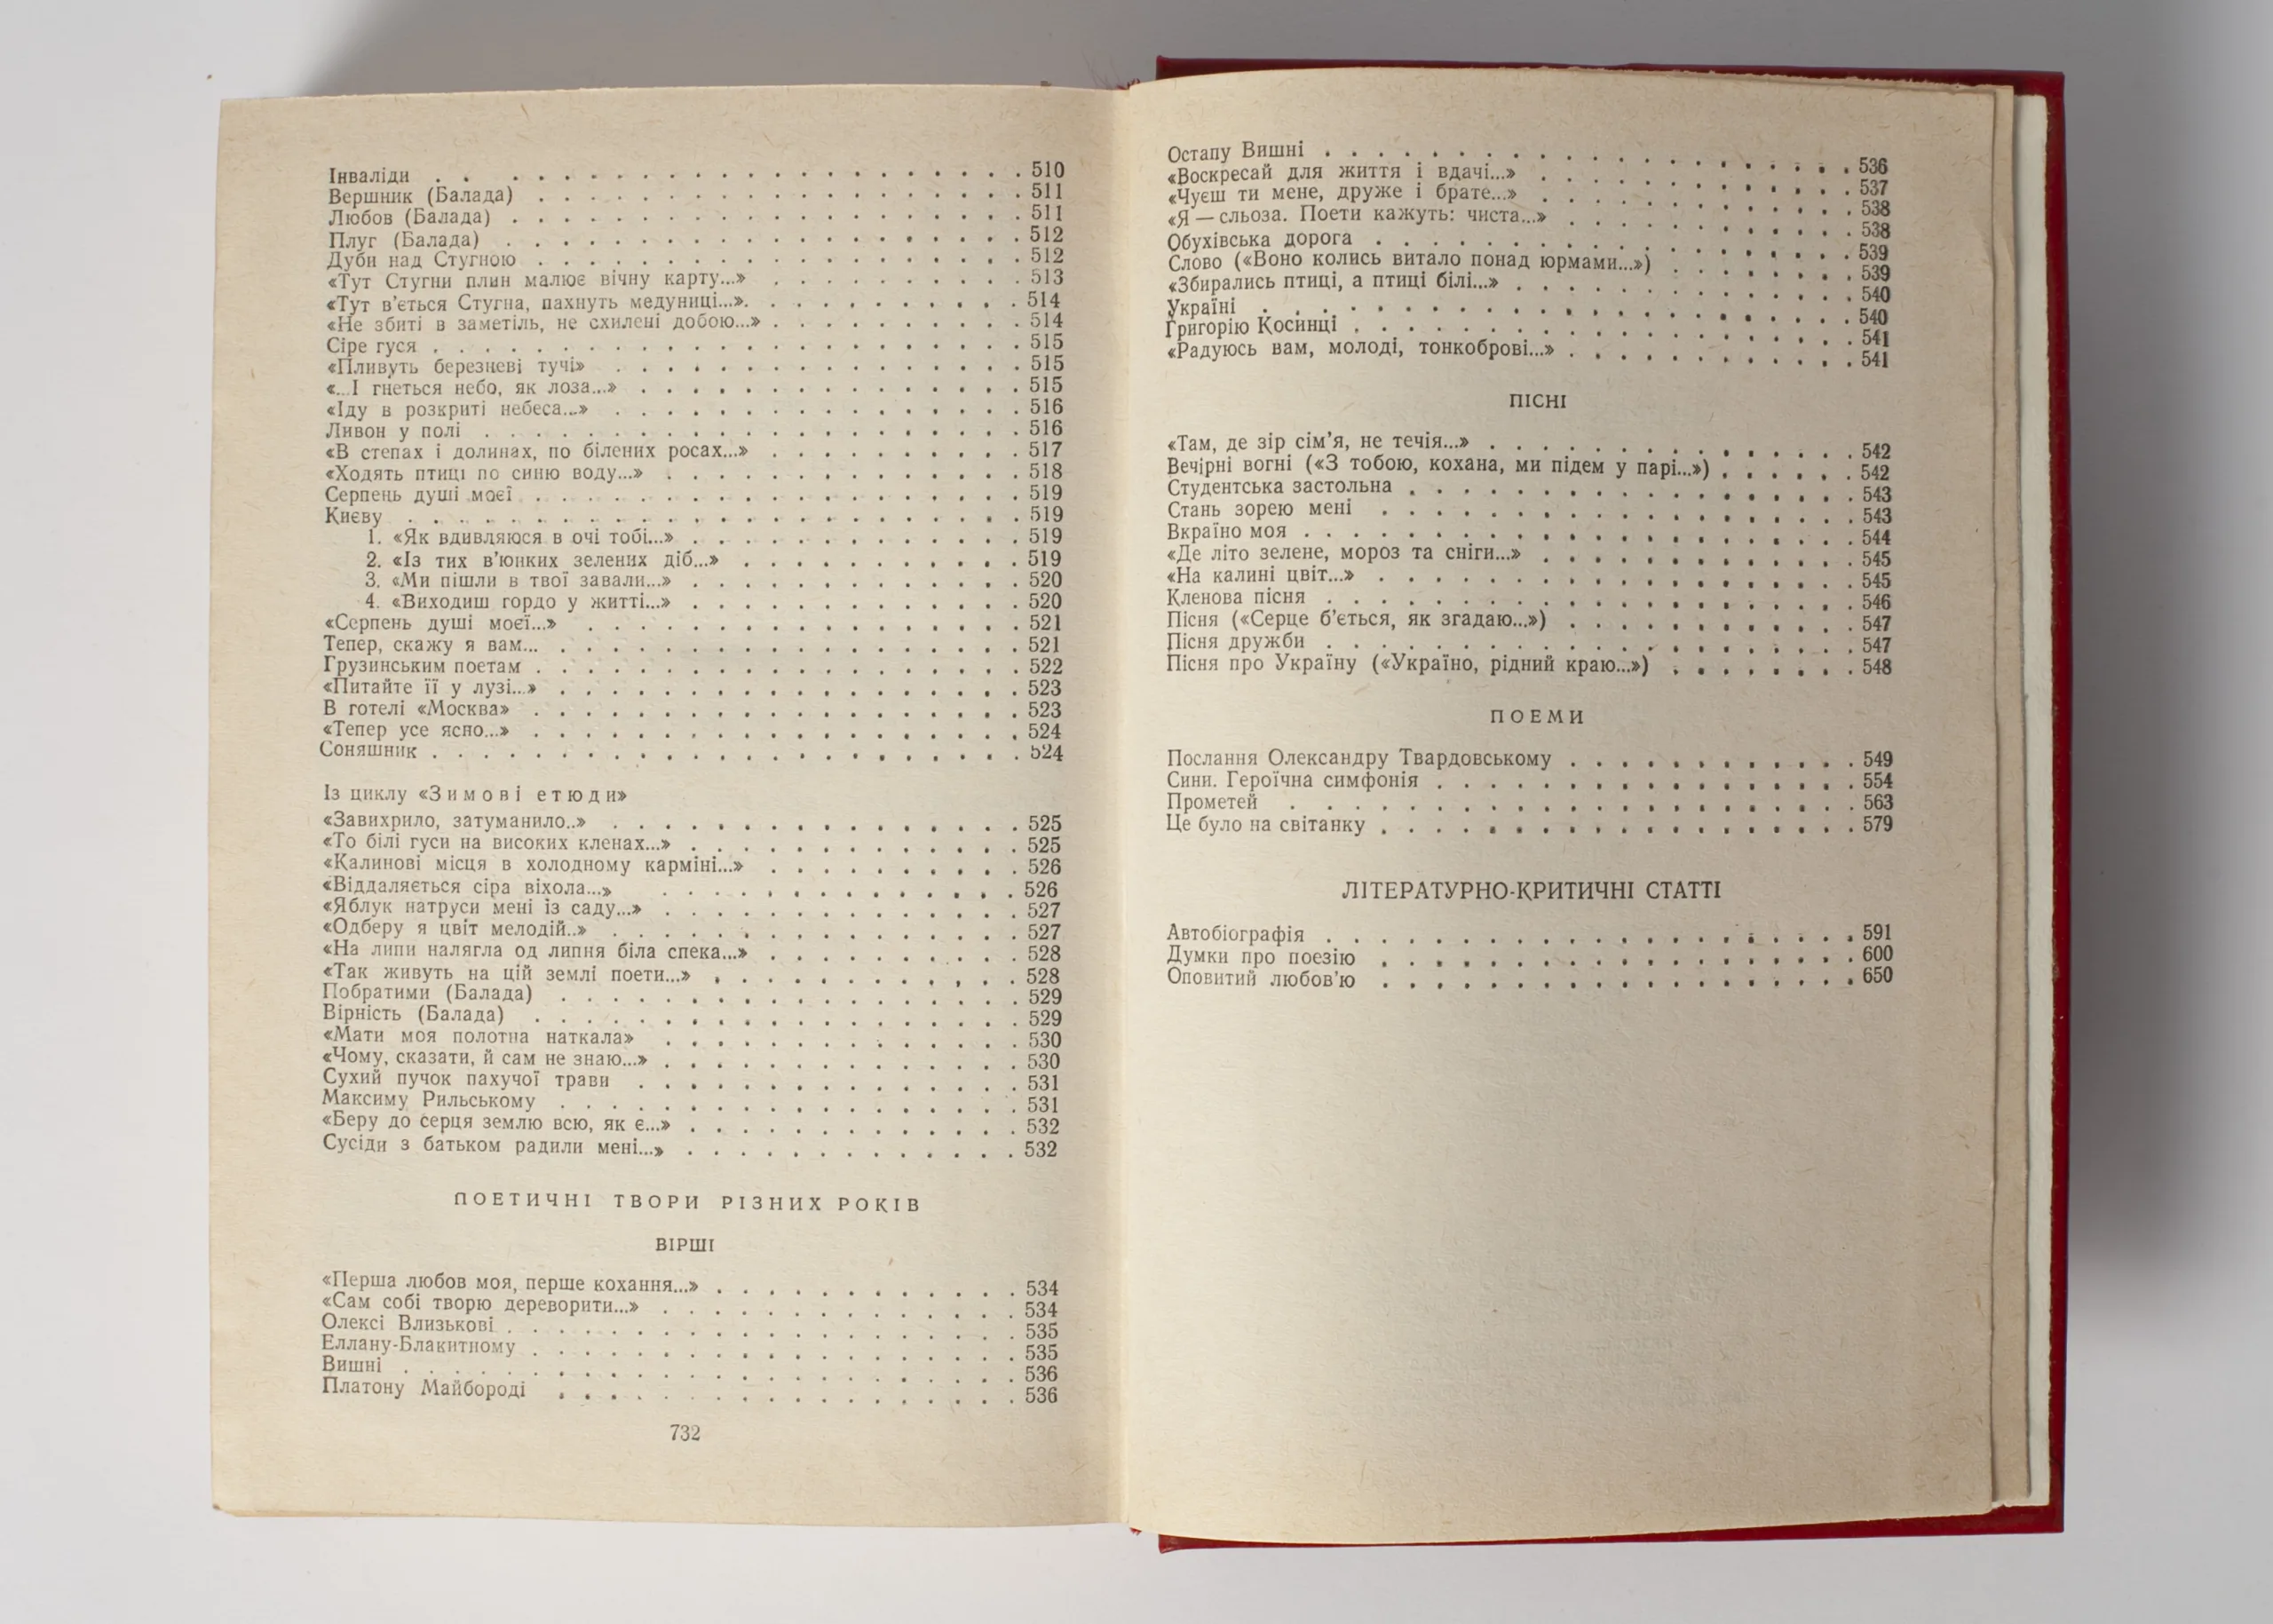 Інваліди . . . . . . . . . . . . . . . . . . . . . 510
Вершник (Балада) . . . . . . . . . . . . . . . . . . . 511
Любов (Балада) . . . . . . . . . . . . . . . . . . . . 511
Плуг (Балада) . . . . . . . . . . . . . . . . . . . . 512
Дуби над Стугною . . . . . . . . . . . . . . . . . . . 512
«Тут Стугни плин малює вічну карту...» . . . . . . . . . . 513
«Тут в’ється Стугна, пахнуть медуниці...». . . . . . . . . . . 514
«Не збиті в заметіль, не схилені добою...» . . . . . . . . . . 514
Сіре гуся . . . . . . . . . . . . . . . . . . . . . . . 515
«Пливуть березневі тучі» . . . . . . . . . . . . . . . . 515
«...І гнеться небо, як лоза...» . . . . . . . . . . . . . . . 515
«Іду в розкриті небеса...» . . . . . . . . . . . . . . . . 516
Ливон у полі . . . . . . . . . . . . . . . . . . . . . 516
«В степах і долинах, по білених росах...» . . . . . . . . . . 517
«Ходять птиці по синю воду...» . . . . . . . . . . . . . . 518
Серпень душі моєї . . . . . . . . . . . . . . . . . . . 519
Києву . . . . . . . . . . . . . . . . . . . . . . . . 519
1. «Як вдивляюся в очі тобі...» . . . . . . . . . . . . . 519
2. «Із тих в’юнких зелених діб...» . . . . . . . . . . . 519
3. «Ми пішли в твої завали...» . . . . . . . . . . . . . 520
4. «Виходиш гордо у житті...» . . . . . . . . . . . . . 520
«Серпень душі моєї...» . . . . . . . . . . . . . . . . . 521
Тепер, скажу я вам... . . . . . . . . . . . . . . . . . . 521
Грузинським поетам . . . . . . . . . . . . . . . . . . . 522
«Питайте її у лузі...» . . . . . . . . . . . . . . . . . . 523
В готелі «Москва» . . . . . . . . . . . . . . . . . . . 523
«Тепер усе ясно...» . . . . . . . . . . . . . . . . . . . 524
Соняшник . . . . . . . . . . . . . . . . . . . . . . . 524
Із циклу «Зимові етюди»
«Завихрило, затуманило..» . . . . . . . . . . . . . . . . 525
«То білі гуси на високих кленах...» . . . . . . . . . . . . . 525
«Калинові місця в холодному карміні...» . . . . . . . . . . 526
«Віддаляється сіра віхола...» . . . . . . . . . . . . . . 526
«Яблук натруси мені із саду...» . . . . . . . . . . . . . . 527
«Одберу я цвіт мелодій..» . . . . . . . . . . . . . . . . 527
«На липи налягла од липня біла спека...» . . . . . . . . . . 528
«Так живуть на цій землі поети...» . . . . . . . . . . . . 528
Побратими (Балада) . . . . . . . . . . . . . . . . . . 529
Вірність (Балада) . . . . . . . . . . . . . . . . . . . 529
«Мати моя полотна наткала» . . . . . . . . . . . . . . 530
«Чому, сказати, й сам не знаю...» . . . . . . . . . . . . . . 530
Сухий пучок пахучої трави . . . . . . . . . . . . . . . 531
Максиму Рильському . . . . . . . . . . . . . . . . . . 531
«Беру до серця землю всю, як є...» . . . . . . . . . . . . . 532
Сусіди з батьком радили мені...» . . . . . . . . . . . . . 532
ПОЕТИЧНІ ТВОРИ РІЗНИХ РОКІВ
ВІРШІ
«Перша любов моя, перше кохання...» . . . . . . . . . . . . 534
«Сам собі творю дереворити...» . . . . . . . . . . . . . . 534
Олексі Влизькові . . . . . . . . . . . . . . . . . . . . 535
Еллану-Блакитному . . . . . . . . . . . . . . . . . . . 535
Вишні . . . . . . . . . . . . . . . . . . . . . . . . 536
Платону Майбороді . . . . . . . . . . . . . . . . . . 536
732
Остапу Вишні . . . . . . . . . . . . . . . . . . . . 536
«Воскресай для життя і вдачі...» . . . . . . . . . . . . 537
«Чуєш ти мене, друже і брате...» . . . . . . . . . . . . 538
«Я — сльоза. Поети кажуть: чиста...» . . . . . . . . . . . 538
Обухівська дорога . . . . . . . . . . . . . . . . . . 539
Слово («Воно колись витало понад юрмами...») . . . . . . . 539
«Збирались птиці, а птиці білі...» . . . . . . . . . . . . . 540
Україні . . . . . . . . . . . . . . . . . . . . . . . 540
Григорію Косинці . . . . . . . . . . . . . . . . . . . 541
«Радуюсь вам, молоді, тонкоброві...» . . . . . . . . . . . 541
ПІСНІ
«Там, де зір сім’я, не течія...» . . . . . . . . . . . . . . 542
Вечірні вогні («З тобою, кохана, ми підем у парі...») . . . . . . 542
Студентська застольна . . . . . . . . . . . . . . . . . 543
Стань зорею мені . . . . . . . . . . . . . . . . . . 543
Вкраїно моя . . . . . . . . . . . . . . . . . . . . . 544
«Де літо зелене, мороз та сніги...» . . . . . . . . . . . . 545
«На калині цвіт...» . . . . . . . . . . . . . . . . . . 545
Кленова пісня . . . . . . . . . . . . . . . . . . . . 546
Пісня («Серце б’ється, як згадаю...») . . . . . . . . . . . 547
Пісня дружби . . . . . . . . . . . . . . . . . . . . 547
Пісня про Україну («Україно, рідний краю...») . . . . . . . 548
ПОЕМИ
Послання Олександру Твардовському . . . . . . . . . . . 549
Сини. Героїчна симфонія . . . . . . . . . . . . . . . . 554
Прометей . . . . . . . . . . . . . . . . . . . . . . 563
Це було на світанку . . . . . . . . . . . . . . . . . . 579
ЛІТЕРАТУРНО-КРИТИЧНІ СТАТТІ
Автобіографія . . . . . . . . . . . . . . . . . . . . 591
Думки про поезію . . . . . . . . . . . . . . . . . . 600
Оповитий любов’ю . . . . . . . . . . . . . . . . . . 650